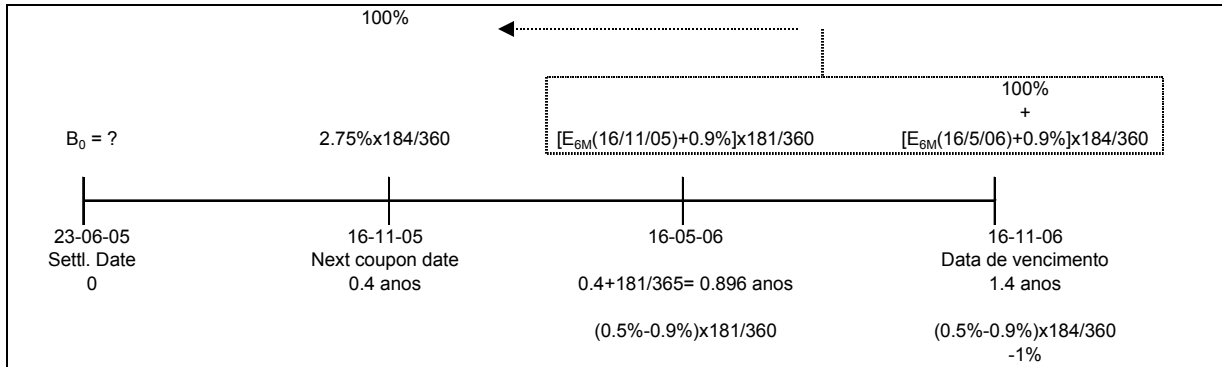 100%
100%
+
B0 = ?
2.75%x184/360
[E6M(16/11/05)+0.9%]x181/360
[E6M(16/5/06)+0.9%]x184/360
23-06-05
16-11-05
16-05-06
16-11-06
Settl. Date
Next coupon date
Data de vencimento
0
0.4 anos
0.4+181/365= 0.896 anos
1.4 anos
(0.5%-0.9%)x181/360
(0.5%-0.9%)x184/360
-1%